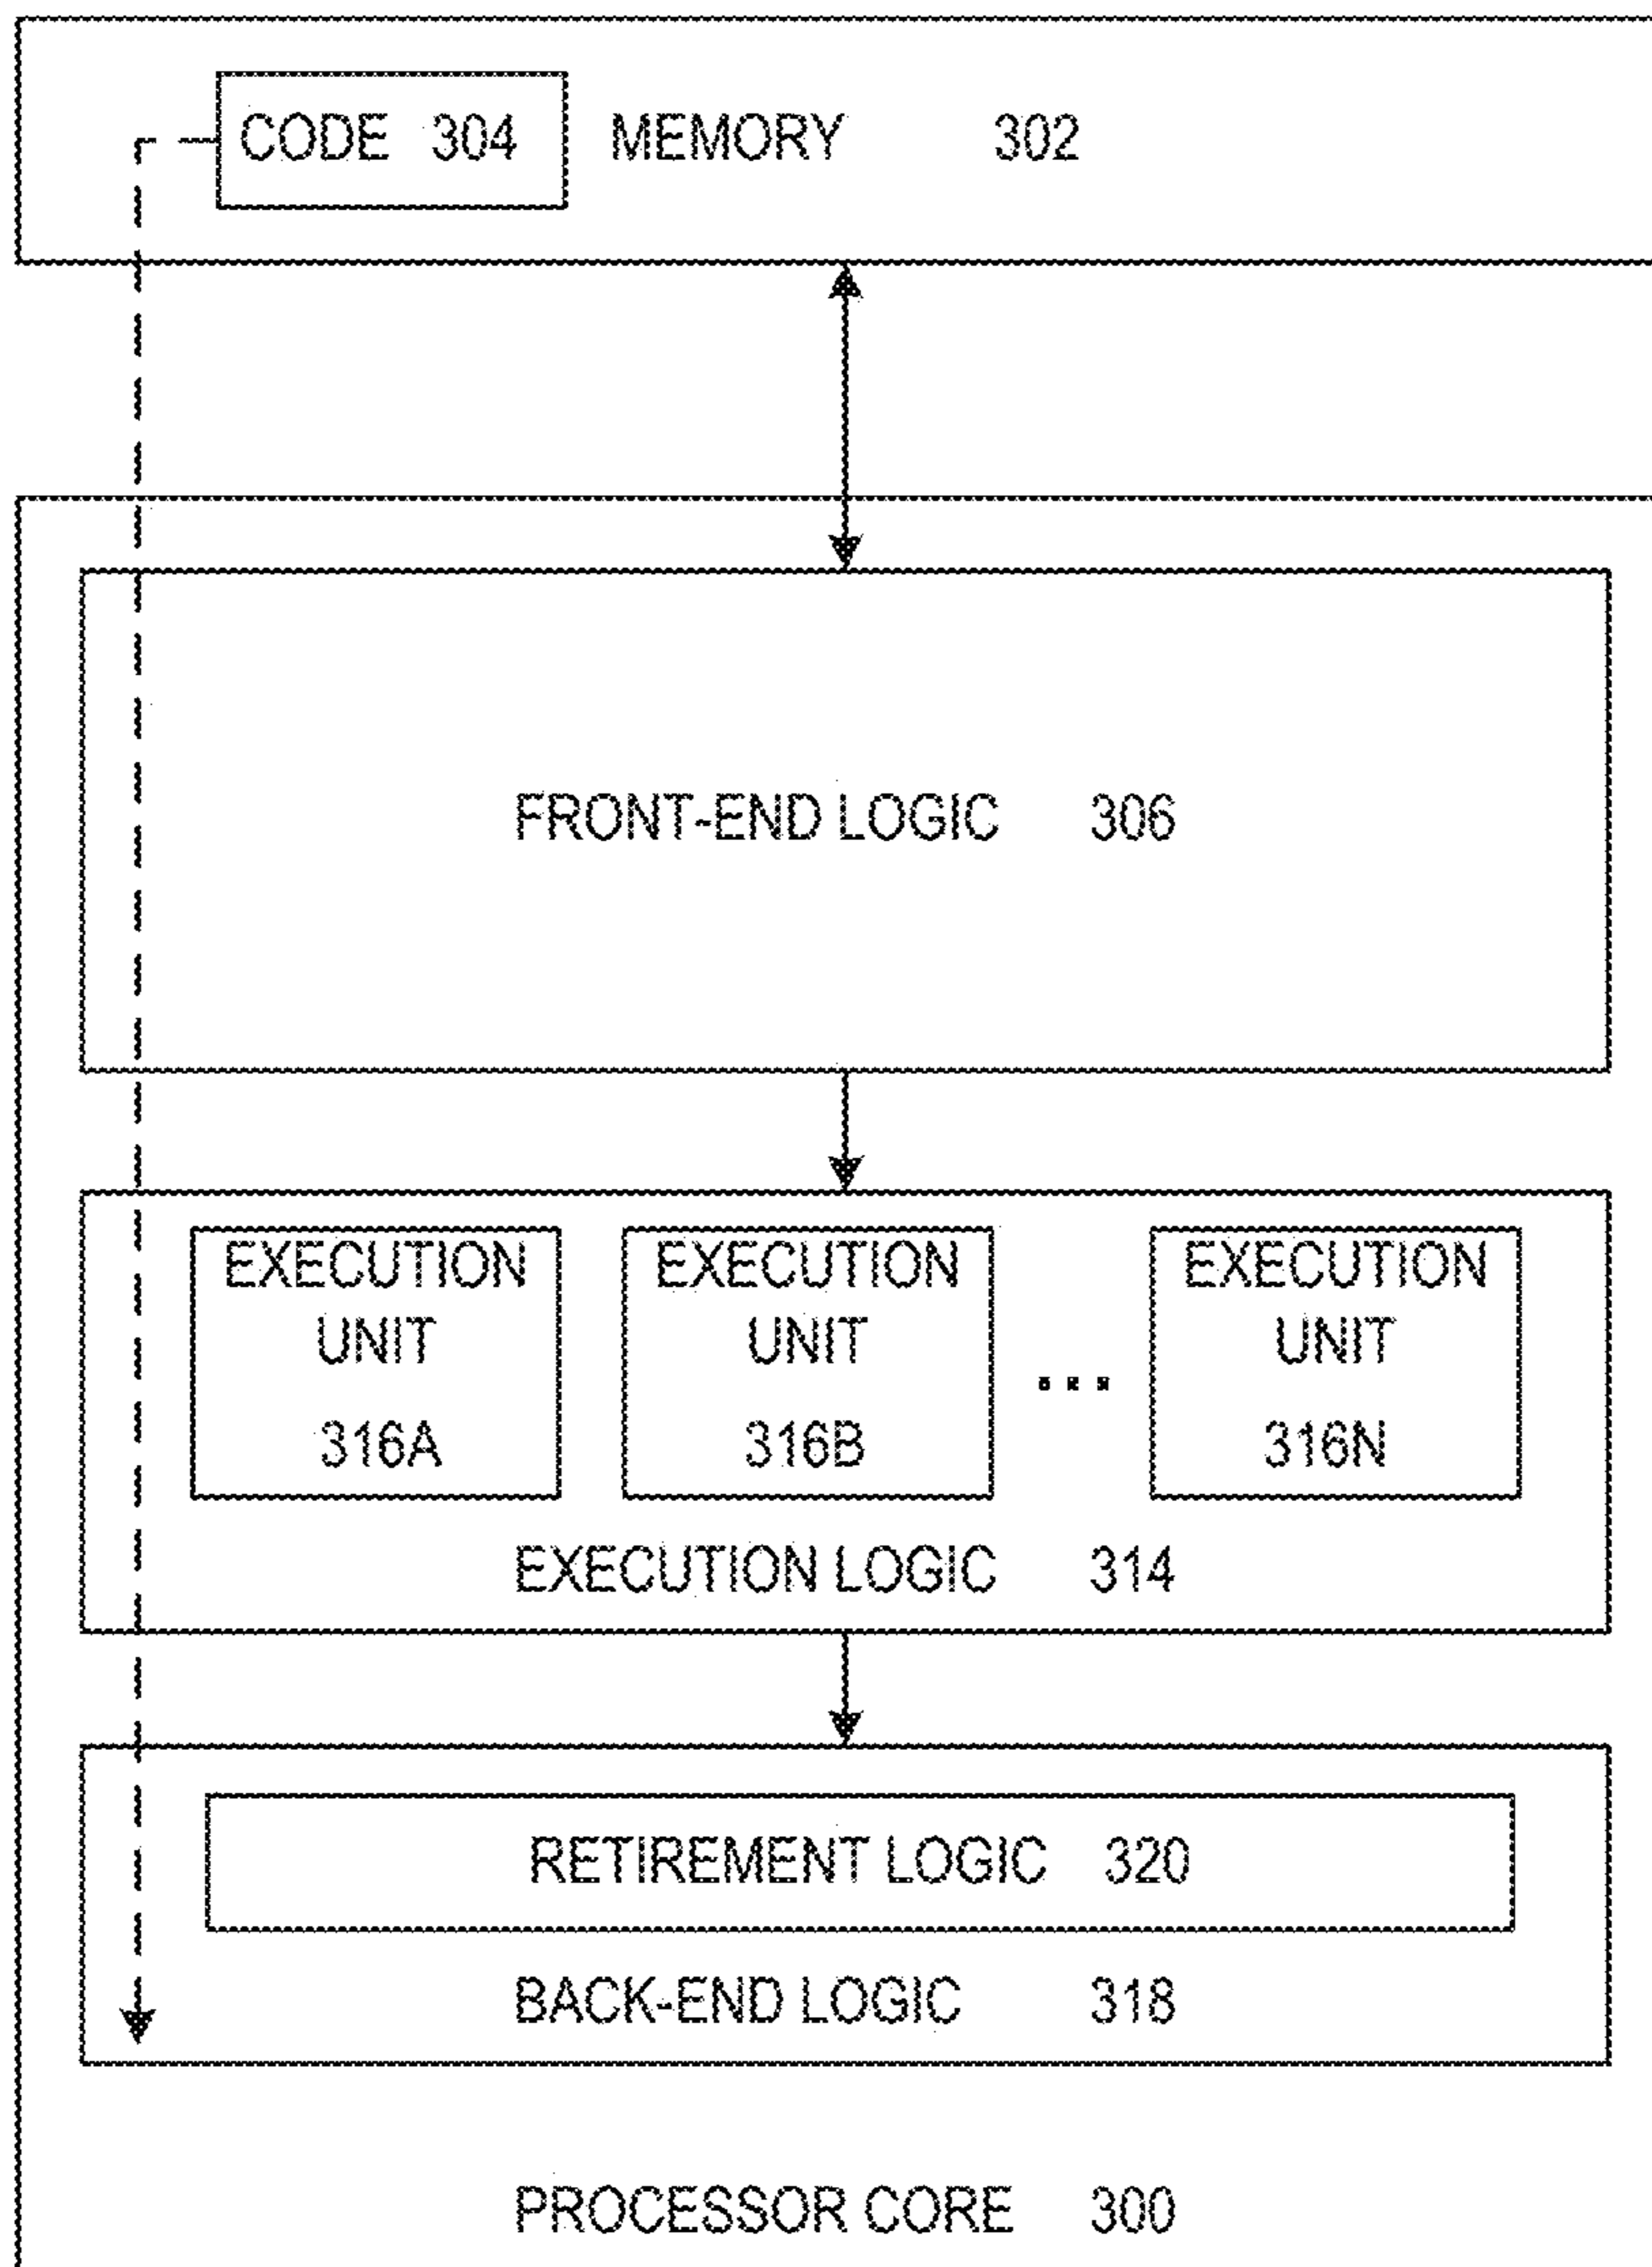 CODE 304 MEMORY 302
FRONT-END LOGIC 306
EXECUTION UNIT 316A
EXECUTION UNIT 316B
...
EXECUTION UNIT 316N
EXECUTION LOGIC 314
RETIREMENT LOGIC 320
BACK-END LOGIC 318
PROCESSOR CORE 300